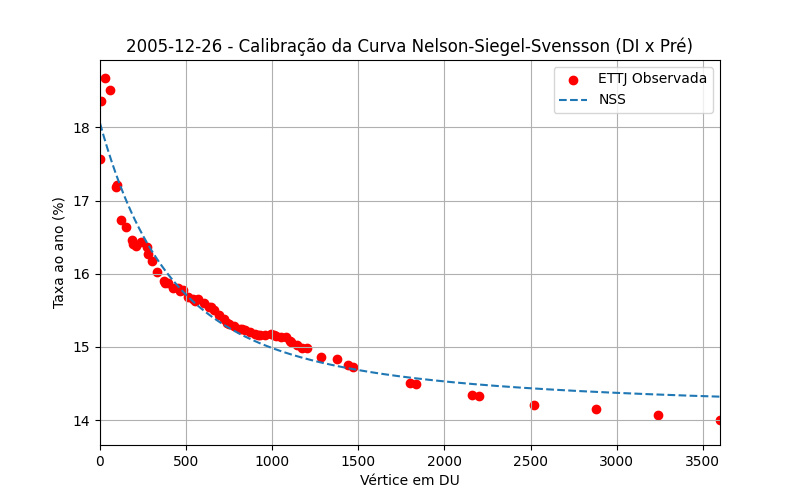 2005-12-26 - Calibração da Curva Nelson-Siegel-Svensson (DI x Pré)
ETTJ Observada
NSS
Taxa ao ano (%)
18
17
16
15
14
0 500 1000 1500 2000 2500 3000 3500
Vértice em DU